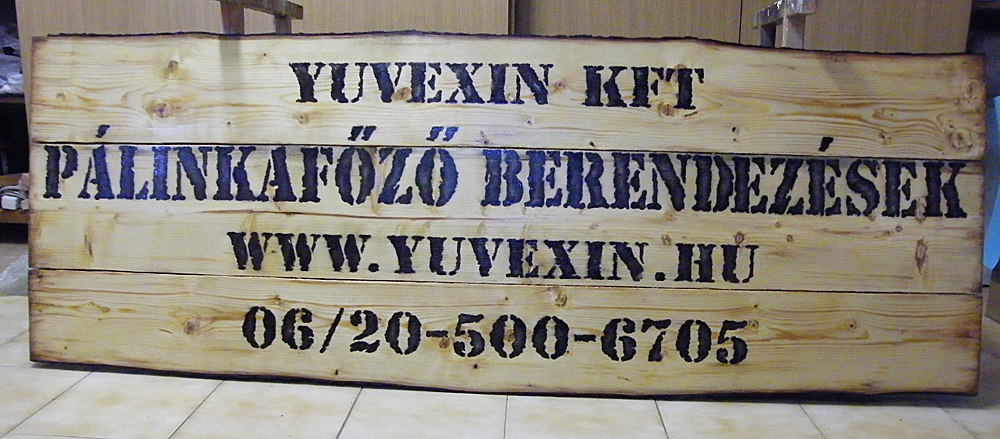 YUVEXIN KFT
PÁLINKAFŐZŐ BERENDEZÉSEK
WWW.YUVEXIN.HU
06/20-500-6705